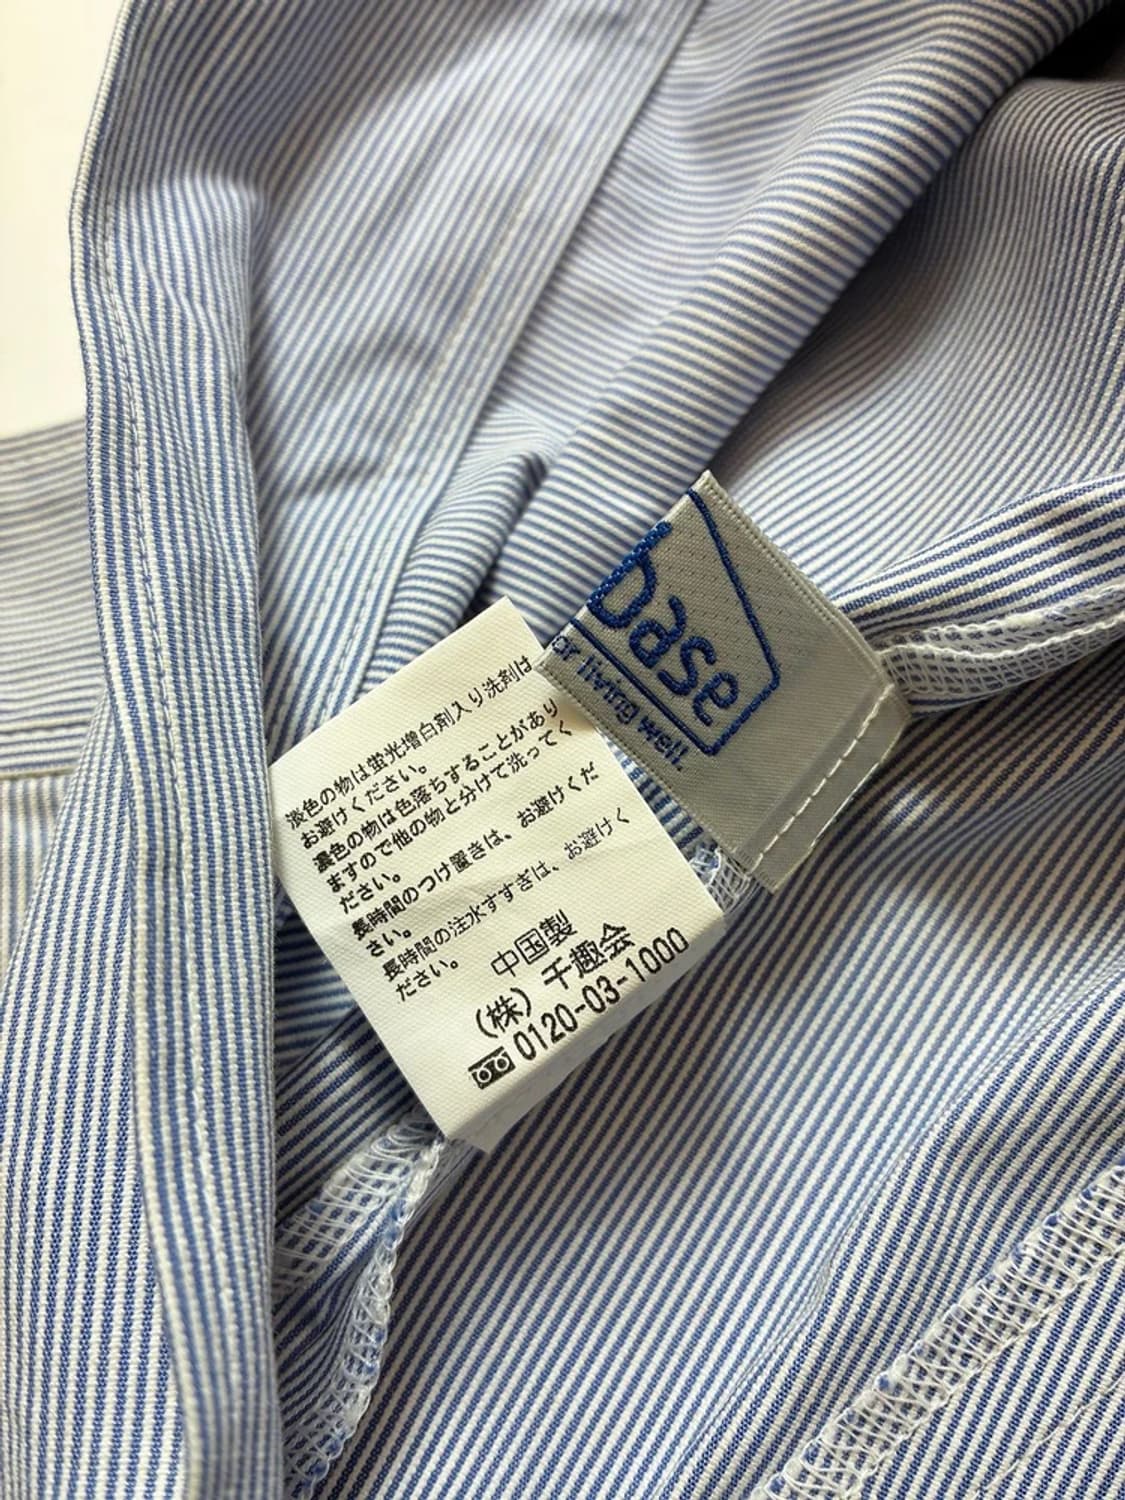 base
or living well.
淡色の物は蛍光増白剤入り洗剤は
お避けください。
濃色の物は色落ちすることがあり
ますので他の物と分けて洗ってく
ださい。
長時間のつけ置きは、お避けくだ
さい。
長時間の注水すすぎは、お避けく
ださい。
中国製
（株）千趣会
0120-03-1000